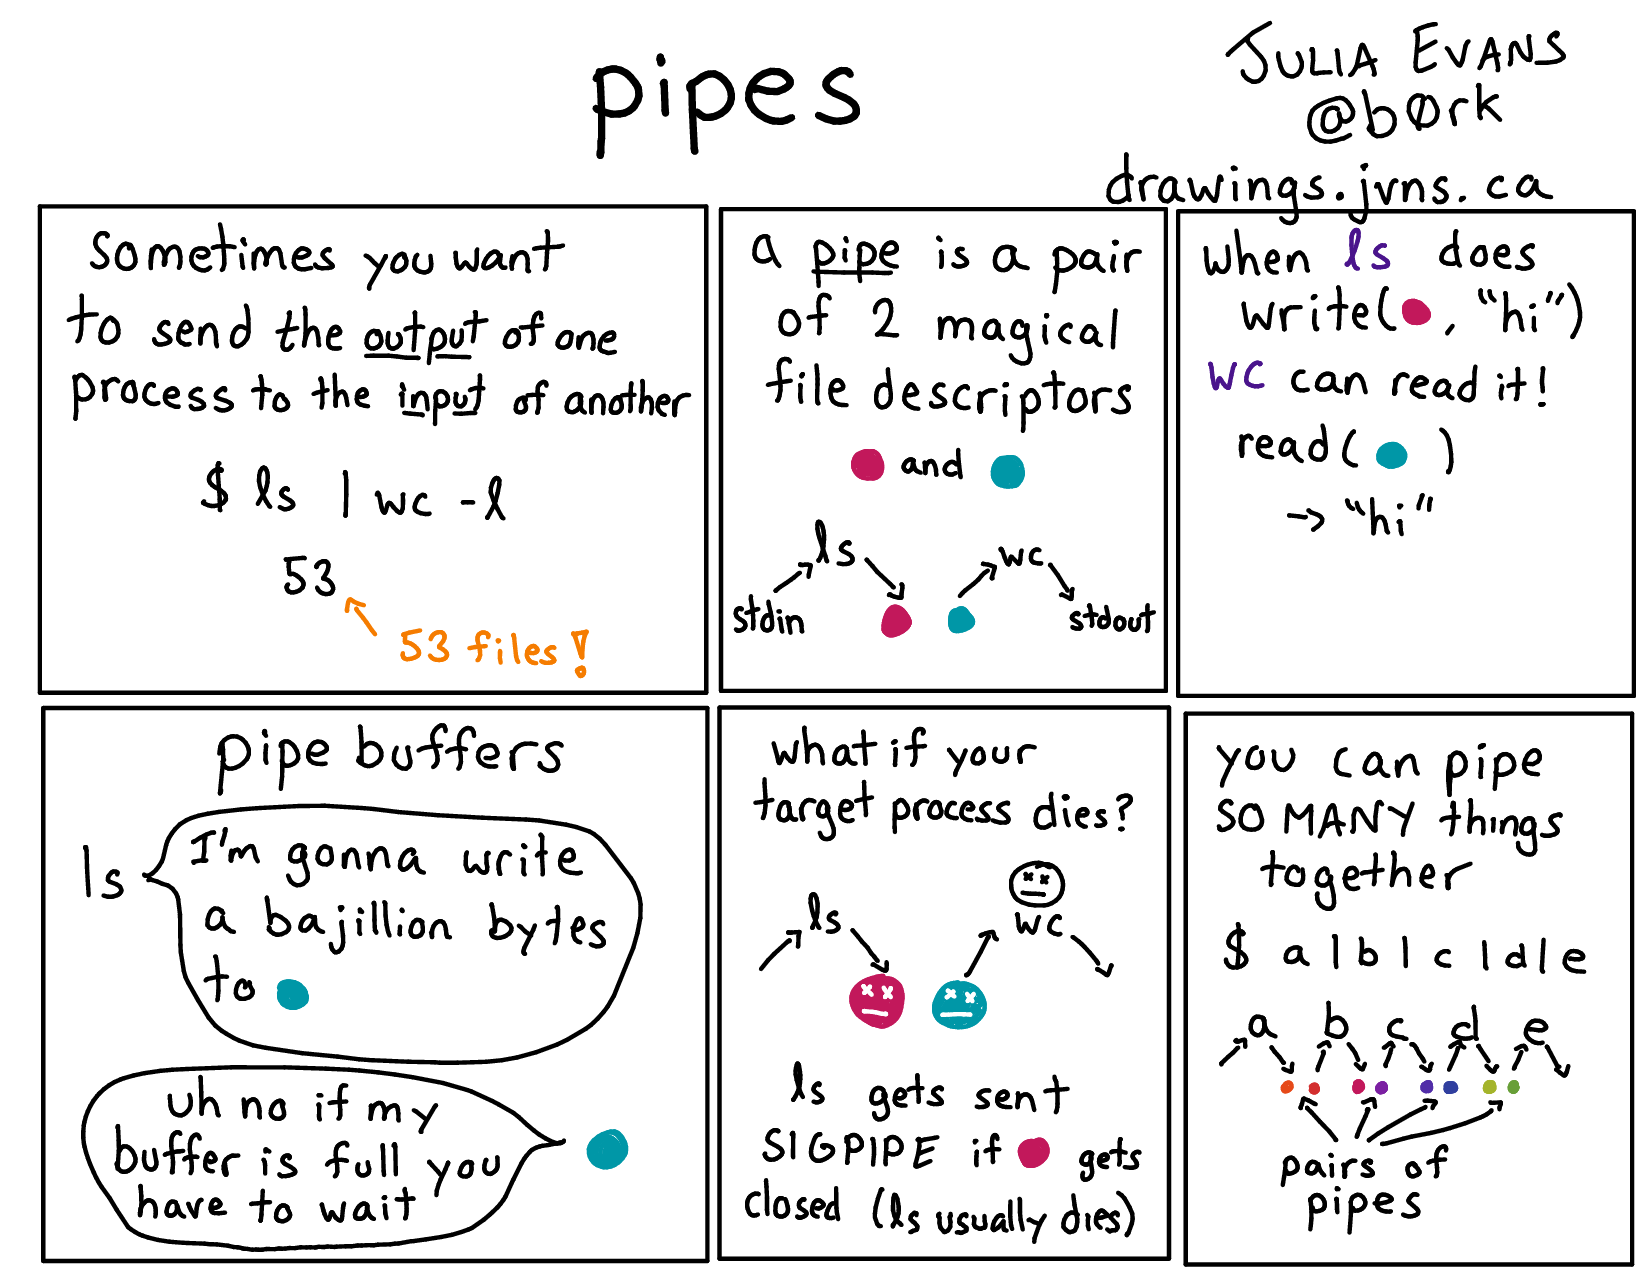 pipes
JULIA EVANS
@børk
drawings.jvns.ca
sometimes you want
to send the output of one
process to the input of another
$ ls | wc -l
53
53 files!
a pipe is a pair
of 2 magical
file descriptors
and
ls
wc
stdin
stdout
when ls does
write( , "hi")
wc can read it!
read( )
→ "hi"
pipe buffers
ls
I'm gonna write
a bajillion bytes
to
uh no if my
buffer is full you
have to wait
what if your
target process dies?
ls
wc
ls gets sent
SIGPIPE if gets
closed (ls usually dies)
you can pipe
SO MANY things
together
$ a|b|c|d|e
a b c d e
pairs of
pipes